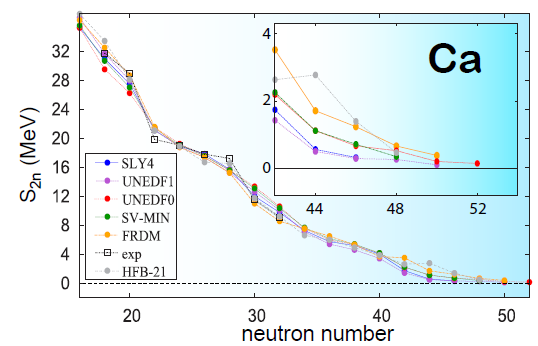 Ca
4
2
0
44
48
52
32
28
24
20
16
12
8
4
0
S2n (MeV)
SLY4
UNEDF1
UNEDF0
SV-MIN
FRDM
exp
HFB-21
20
30
40
50
neutron number